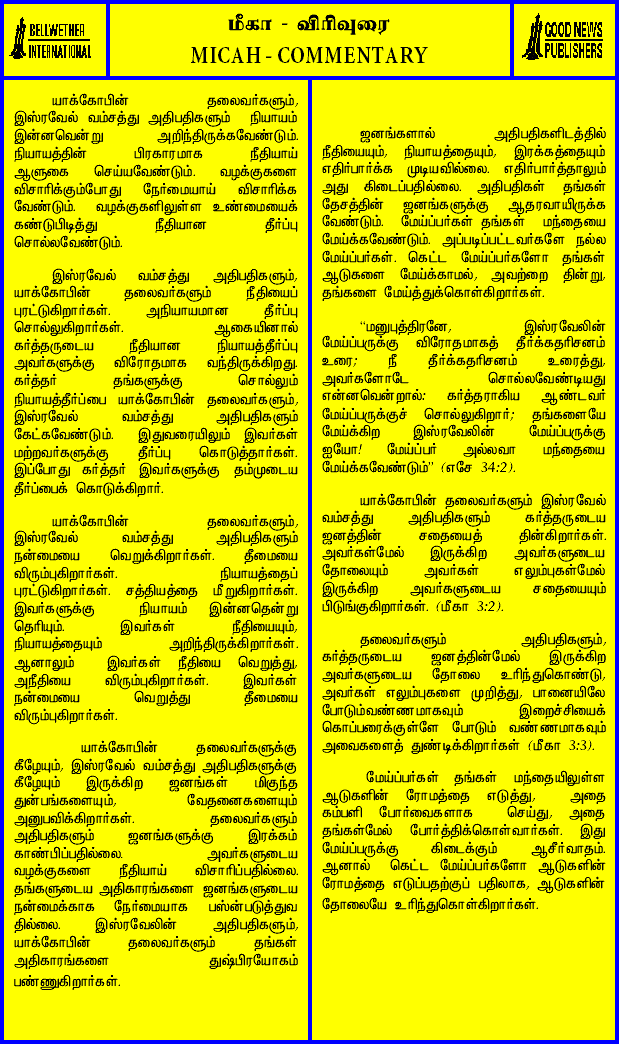 BELLWETHER
INTERNATIONAL
மீகா - விரிவுரை
MICAH - COMMENTARY
GOOD NEWS
PUBLISHERS
யாக்கோபின் தலைவர்களும்,
இஸ்ரவேல் வம்சத்து அதிபதிகளும் நியாயம்
இன்னவென்று அறிந்திருக்கவேண்டும்.
நியாயத்தின் பிரகாரமாக நீதியாய்
ஆளுகை செய்யவேண்டும். வழக்குகளை
விசாரிக்கும்போது நேர்மையாய் விசாரிக்க
வேண்டும். வழக்குகளிலுள்ள உண்மையைக்
கண்டுபிடித்து நீதியான தீர்ப்பு
சொல்லவேண்டும்.
இஸ்ரவேல் வம்சத்து அதிபதிகளும்,
யாக்கோபின் தலைவர்களும் நீதியைப்
புரட்டுகிறார்கள். அநியாயமான தீர்ப்பு
சொல்லுகிறார்கள். ஆகையினால்
கர்த்தருடைய நீதியான நியாயத்தீர்ப்பு
அவர்களுக்கு விரோதமாக வந்திருக்கிறது.
கர்த்தர் தங்களுக்கு சொல்லும்
நியாயத்தீர்ப்பை யாக்கோபின் தலைவர்களும்,
இஸ்ரவேல் வம்சத்து அதிபதிகளும்
கேட்கவேண்டும். இதுவரையிலும் இவர்கள்
மற்றவர்களுக்கு தீர்ப்பு கொடுத்தார்கள்.
இப்போது கர்த்தர் இவர்களுக்கு தம்முடைய
தீர்ப்பைக் கொடுக்கிறார்.
யாக்கோபின் தலைவர்களும்,
இஸ்ரவேல் வம்சத்து அதிபதிகளும்
நன்மையை வெறுக்கிறார்கள். தீமையை
விரும்புகிறார்கள். நியாயத்தைப்
புரட்டுகிறார்கள். சத்தியத்தை மீறுகிறார்கள்.
இவர்களுக்கு நியாயம் இன்னதென்று
தெரியும். இவர்கள் நீதியையும்,
நியாயத்தையும் அறிந்திருக்கிறார்கள்.
ஆனாலும் இவர்கள் நீதியை வெறுத்து,
அநீதியை விரும்புகிறார்கள். இவர்கள்
நன்மையை வெறுத்து தீமையை
விரும்புகிறார்கள்.
யாக்கோபின் தலைவர்களுக்கு
கீழேயும், இஸ்ரவேல் வம்சத்து அதிபதிகளுக்கு
கீழேயும் இருக்கிற ஜனங்கள் மிகுந்த
துன்பங்களையும், வேதனைகளையும்
அனுபவிக்கிறார்கள். தலைவர்களும்
அதிபதிகளும் ஜனங்களுக்கு இரக்கம்
காண்பிப்பதில்லை. அவர்களுடைய
வழக்குகளை நீதியாய் விசாரிப்பதில்லை.
தங்களுடைய அதிகாரங்களை ஜனங்களுடைய
நன்மைக்காக நேர்மையாக பஸ்ன்படுத்துவ
தில்லை. இஸ்ரவேலின் அதிபதிகளும்,
யாக்கோபின் தலைவர்களும் தங்கள்
அதிகாரங்களை துஷ்பிரயோகம்
பண்ணுகிறார்கள்.
ஜனங்களால் அதிபதிகளிடத்தில்
நீதியையும், நியாயத்தையும், இரக்கத்தையும்
எதிர்பார்க்க முடியவில்லை. எதிர்பார்த்தாலும்
அது கிடைப்பதில்லை. அதிபதிகள் தங்கள்
தேசத்தின் ஜனங்களுக்கு ஆதரவாயிருக்க
வேண்டும். மேய்ப்பர்கள் தங்கள் மந்தையை
மேய்க்கவேண்டும். அப்படிப்பட்டவர்களே நல்ல
மேய்ப்பர்கள். கெட்ட மேய்ப்பர்களோ தங்கள்
ஆடுகளை மேய்க்காமல், அவற்றை தின்று,
தங்களை மேய்த்துக்கொள்கிறார்கள்.
"மனுபுத்திரனே, இஸ்ரவேலின்
மேய்ப்பருக்கு விரோதமாகத் தீர்க்கதரிசனம்
உரை; நீ தீர்க்கதரிசனம் உரைத்து,
அவர்களோடே சொல்லவேண்டியது
என்னவென்றால்: கர்த்தராகிய ஆண்டவர்
மேய்ப்பருக்குச் சொல்லுகிறார்; தங்களையே
மேய்க்கிற இஸ்ரவேலின் மேய்ப்பருக்கு
ஐயோ! மேய்ப்பர் அல்லவா மந்தையை
மேய்க்கவேண்டும்" (எசே 34:2).
யாக்கோபின் தலைவர்களும் இஸ்ரவேல்
வம்சத்து அதிபதிகளும் கர்த்தருடைய
ஜனத்தின் சதையைத் தின்கிறார்கள்.
அவர்கள்மேல் இருக்கிற அவர்களுடைய
தோலையும் அவர்கள் எலும்புகள்மேல்
இருக்கிற அவர்களுடைய சதையையும்
பிடுங்குகிறார்கள். (மீகா 3:2).
தலைவர்களும் அதிபதிகளும்,
கர்த்தருடைய ஜனத்தின்மேல் இருக்கிற
அவர்களுடைய தோலை உரிந்துகொண்டு,
அவர்கள் எலும்புகளை முறித்து, பானையிலே
போடும்வண்ணமாகவும் இறைச்சியைக்
கொப்பரைக்குள்ளே போடும் வண்ணமாகவும்
அவைகளைத் துண்டிக்கிறார்கள் (மீகா 3:3).
மேய்ப்பர்கள் தங்கள் மந்தையிலுள்ள
ஆடுகளின் ரோமத்தை எடுத்து, அதை
கம்பளி போர்வைகளாக செய்து, அதை
தங்கள்மேல் போர்த்திக்கொள்வார்கள். இது
மேய்ப்பருக்கு கிடைக்கும் ஆசீர்வாதம்.
ஆனால் கெட்ட மேய்ப்பர்களோ ஆடுகளின்
ரோமத்தை எடுப்பதற்குப் பதிலாக, ஆடுகளின்
தோலையே உரிந்துகொள்கிறார்கள்.